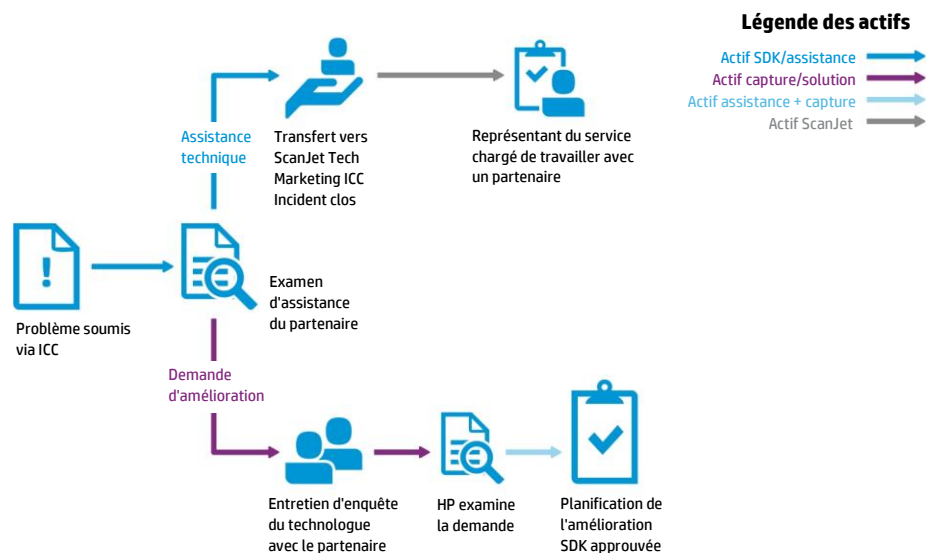 Légende des actifs
Actif SDK/assistance
Actif capture/solution
Actif assistance + capture
Actif ScanJet
Assistance
technique
Transfert vers
ScanJet Tech
Marketing ICC
Incident clos
Représentant du service
chargé de travailler avec
un partenaire
!
Problème soumis
via ICC
Examen
d'assistance
du partenaire
Demande
d'amélioration
Entretien d'enquête
du technologue
avec le partenaire
HP examine
la demande
Planification de
l'amélioration
SDK approuvée